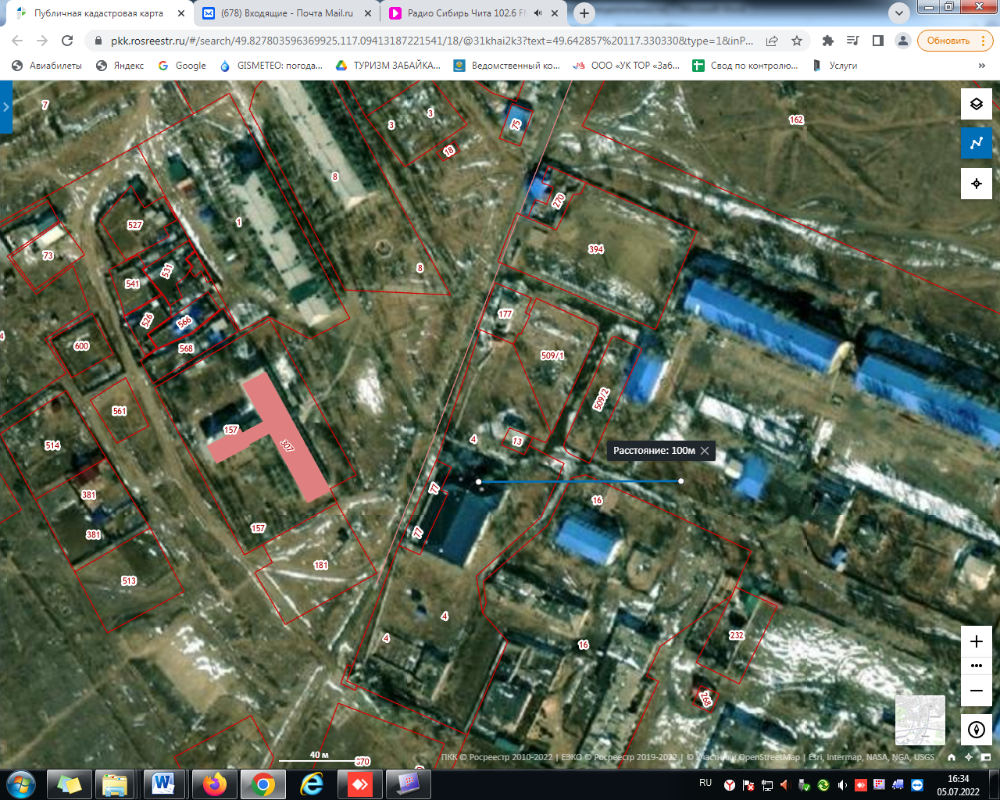 Публичная кадастровая карта
(678) Входящие - Почта Mail.ru
Радио Сибирь Чита 102.6 F
pkk.rosreestr.ru/#/search/49.827803596369925,117.09413187221541/18/@31khai2k3?text=49.642857%20117.330330&type=1&inP...
Обновить
Авиабилеты
Яндекс
Google
GISMETEO: погода...
ТУРИЗМ ЗАБАЙКА...
Ведомственный ко...
ООО «УК ТОР «Заб...
Свод по контролю...
Услуги
»
7
3
3
75
162
18
8
270
527
1
73
394
531
541
8
526
566
177
4
600
568
509/1
561
509/2
157
4
13
514
307
Расстояние: 100м
381
77
16
381
157
77
181
513
4
4
16
232
268
40 м
370
ПКК © Росреестр 2010-2022 | ЕЭКО © Росреестр 2019-2022 | © Участники OpenStreetMap | Esri, Intermap, NASA, NGA, USGS
RU
16:34
05.07.2022